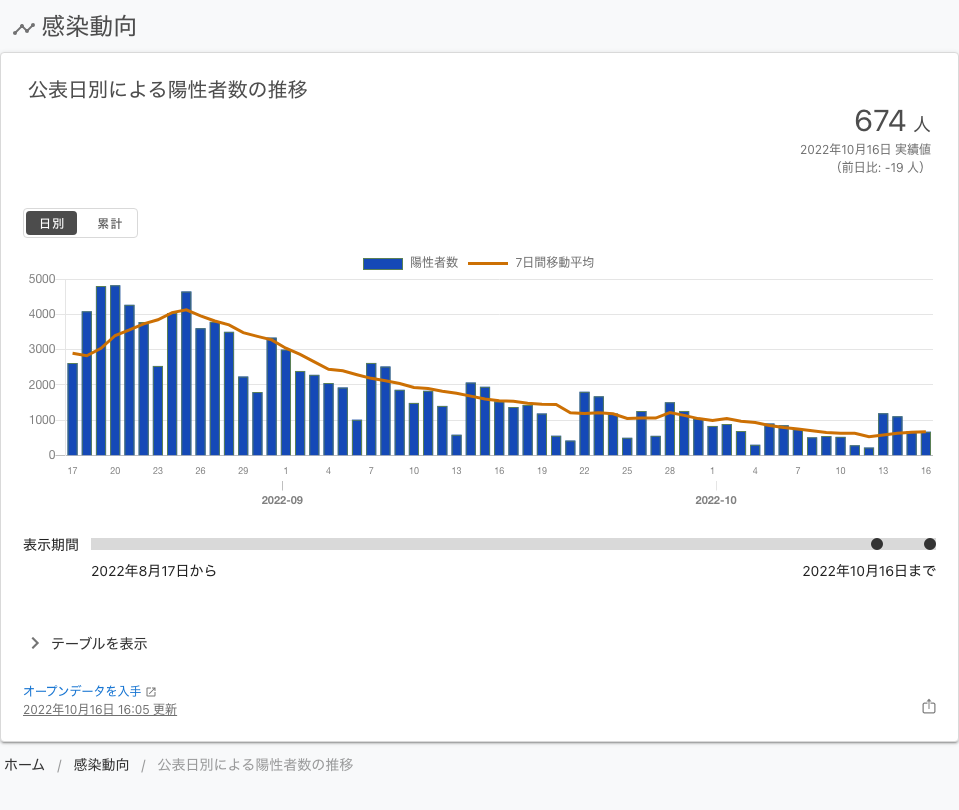 感染動向
公表日別による陽性者数の推移
674 人
2022年10月16日 実績値
（前日比: -19 人）
日別 累計
陽性者数 7日間移動平均
5000
4000
3000
2000
1000
0
17 20 23 26 29 1 4 7 10 13 16 19 22 25 28 1 4 7 10 13 16
2022-09 2022-10
表示期間
2022年8月17日から 2022年10月16日まで
テーブルを表示
オープンデータを入手
2022年10月16日 16:05 更新
ホーム / 感染動向 / 公表日別による陽性者数の推移